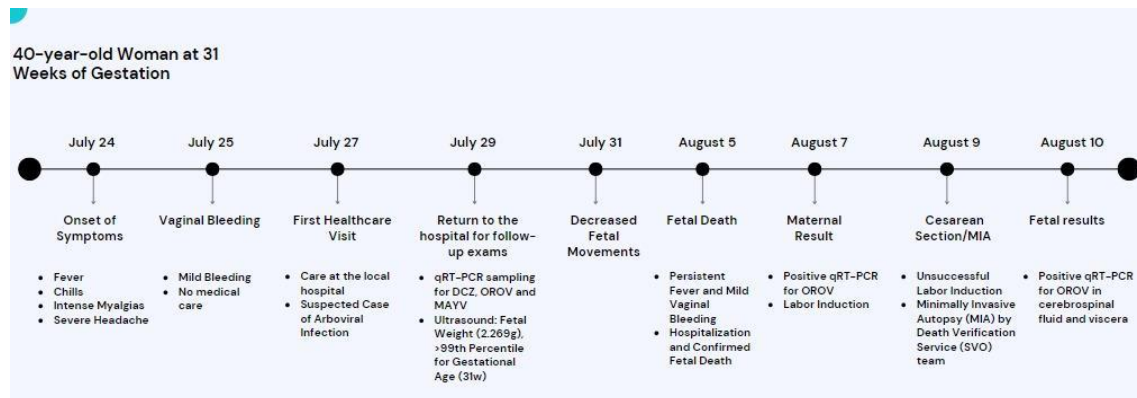 40-year-old Woman at 31
Weeks of Gestation
July 24
July 25
July 27
July 29
July 31
August 5
August 7
August 9
August 10
Onset of
Symptoms
• Fever
• Chills
• Intense Myalgias
• Severe Headache
Vaginal Bleeding
• Mild Bleeding
• No medical
care
First Healthcare
Visit
• Care at the local
hospital
• Suspected Case
of Arboviral
Infection
Return to the
hospital for follow-
up exams
• qRT-PCR sampling
for DCZ, OROV and
MAYV
• Ultrasound: Fetal
Weight (2.269g),
>99th Percentile
for Gestational
Age (31w)
Decreased
Fetal
Movements
Fetal Death
• Persistent
Fever and Mild
Vaginal
Bleeding
• Hospitalization
and Confirmed
Fetal Death
Maternal
Result
• Positive qRT-PCR
for OROV
• Labor Induction
Cesarean
Section/MIA
• Unsuccessful
Labor Induction
• Minimally Invasive
Autopsy (MIA) by
Death Verification
Service (SVO)
team
Fetal results
• Positive qRT-PCR
for OROV in
cerebrospinal
fluid and viscera